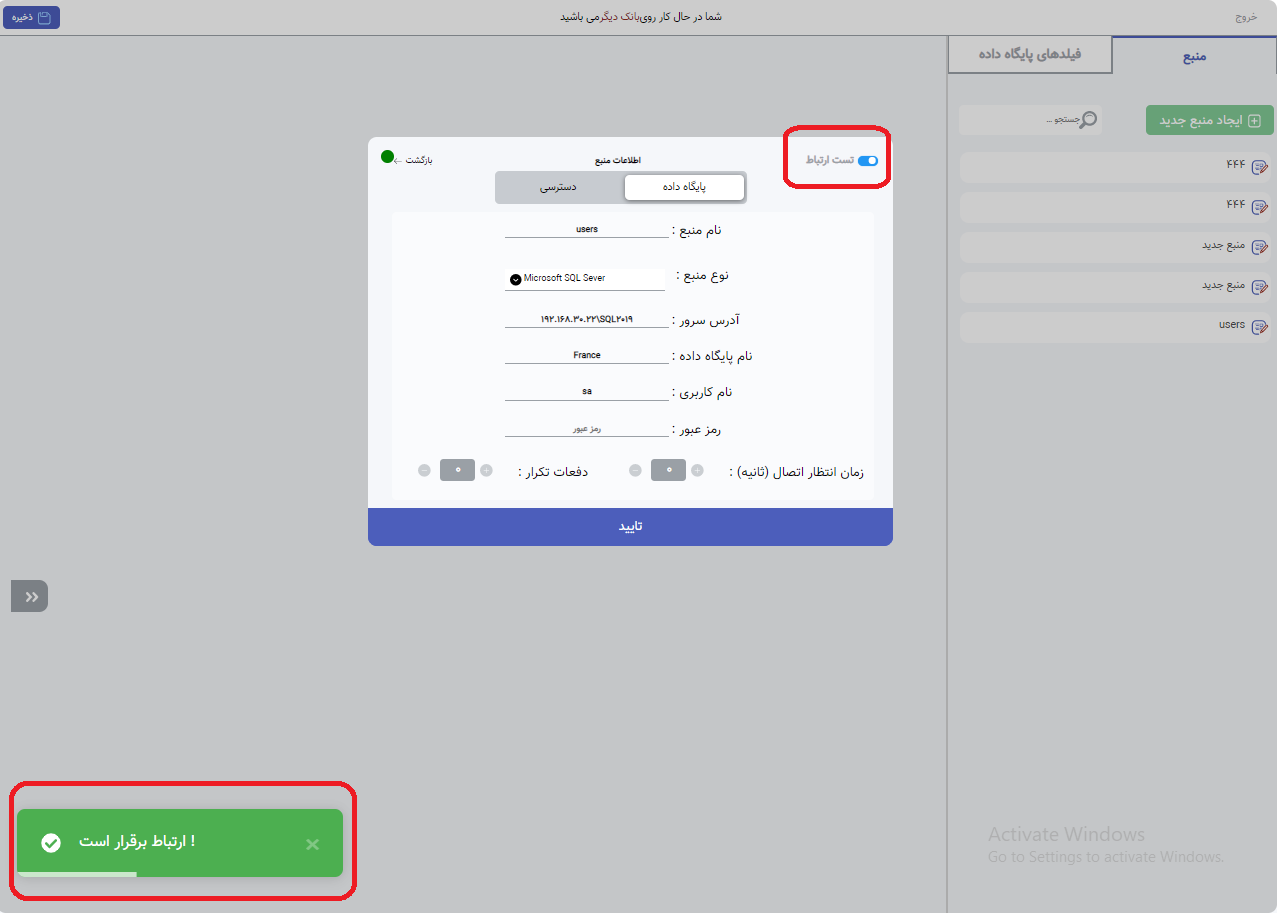 خروج
شما در حال کار روی‌بانک دیگرمی باشید
ذخیره
منبع
فیلدهای پایگاه داده
ایجاد منبع جدید
جستجو ...
۴۴۴
۴۴۴
منبع جدید
منبع جدید
users
تست ارتباط
اطلاعات منبع
بازگشت ←
پایگاه داده
دسترسی
نام منبع : users
نوع منبع : Microsoft SQL Sever
آدرس سرور : ۱۹۲.۱۶۸.۳۰.۲۲\SQL۲۰۱۹
نام پایگاه داده : France
نام کاربری : sa
رمز عبور : رمز عبور
زمان انتظار اتصال (ثانیه) : ۰
دفعات تکرار : ۰
تایید
ارتباط برقرار است !
Activate Windows
Go to Settings to activate Windows.